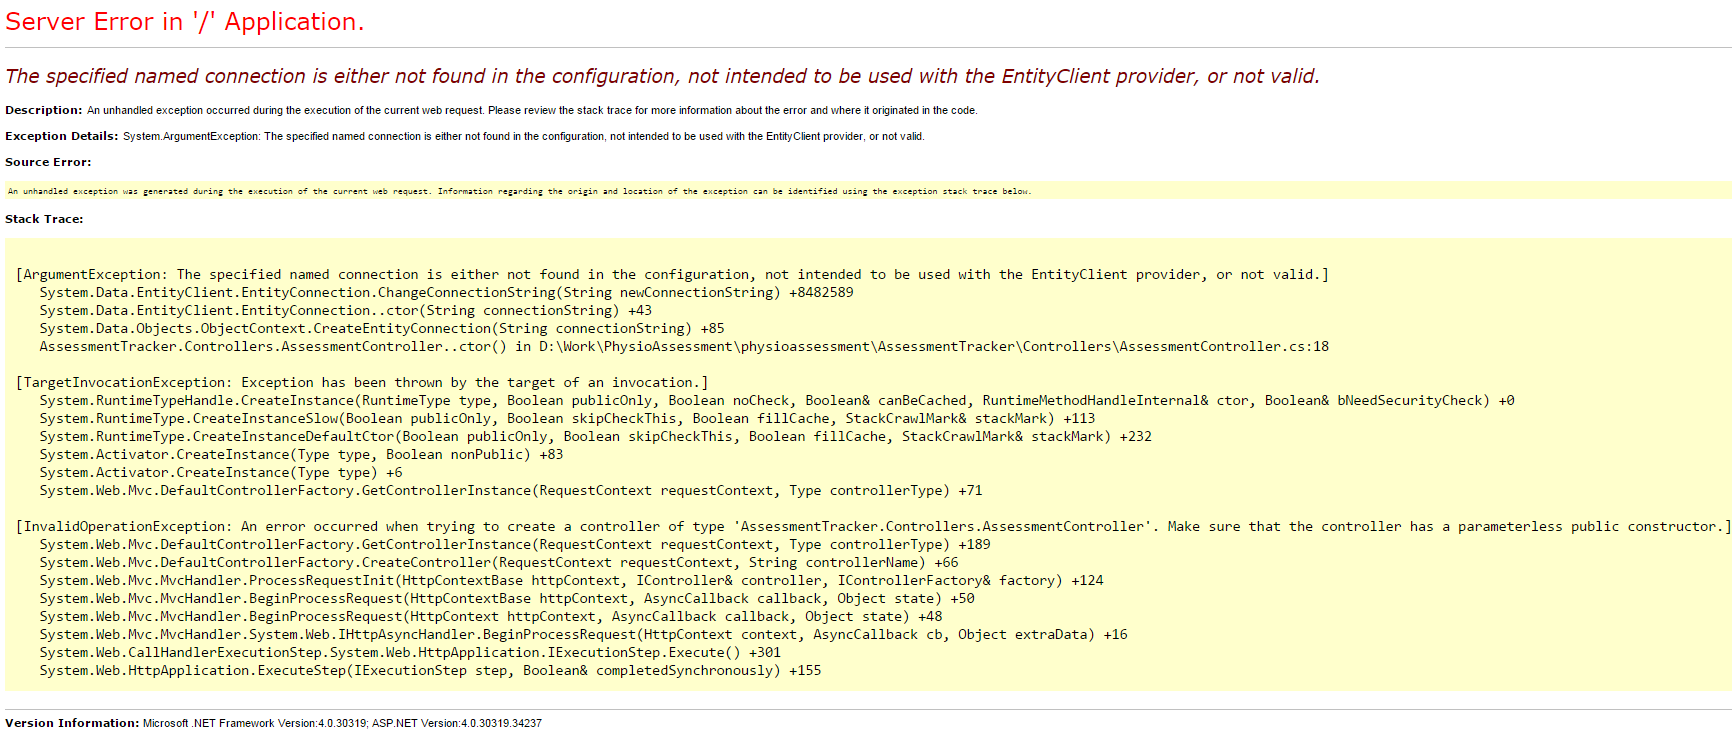 Server Error in '/' Application.
The specified named connection is either not found in the configuration, not intended to be used with the EntityClient provider, or not valid.
Description: An unhandled exception occurred during the execution of the current web request. Please review the stack trace for more information about the error and where it originated in the code.
Exception Details: System.ArgumentException: The specified named connection is either not found in the configuration, not intended to be used with the EntityClient provider, or not valid.
Source Error:
An unhandled exception was generated during the execution of the current web request. Information regarding the origin and location of the exception can be identified using the exception stack trace below.
Stack Trace:
[ArgumentException: The specified named connection is either not found in the configuration, not intended to be used with the EntityClient provider, or not valid.]
System.Data.EntityClient.EntityConnection.ChangeConnectionString(String newConnectionString) +8482589
System.Data.EntityClient.EntityConnection..ctor(String connectionString) +43
System.Data.Objects.ObjectContext.CreateEntityConnection(String connectionString) +85
AssessmentTracker.Controllers.AssessmentController..ctor() in D:\Work\PhysioAssessment\physioassessment\AssessmentTracker\Controllers\AssessmentController.cs:18
[TargetInvocationException: Exception has been thrown by the target of an invocation.]
System.RuntimeTypeHandle.CreateInstance(RuntimeType type, Boolean publicOnly, Boolean noCheck, Boolean& canBeCached, RuntimeMethodHandleInternal& ctor, Boolean& bNeedSecurityCheck) +0
System.RuntimeType.CreateInstanceSlow(Boolean publicOnly, Boolean skipCheckThis, Boolean fillCache, StackCrawlMark& stackMark) +113
System.RuntimeType.CreateInstanceDefaultCtor(Boolean publicOnly, Boolean skipCheckThis, Boolean fillCache, StackCrawlMark& stackMark) +232
System.Activator.CreateInstance(Type type, Boolean nonPublic) +83
System.Activator.CreateInstance(Type type) +6
System.Web.Mvc.DefaultControllerFactory.GetControllerInstance(RequestContext requestContext, Type controllerType) +71
[InvalidOperationException: An error occurred when trying to create a controller of type 'AssessmentTracker.Controllers.AssessmentController'. Make sure that the controller has a parameterless public constructor.]
System.Web.Mvc.DefaultControllerFactory.GetControllerInstance(RequestContext requestContext, Type controllerType) +189
System.Web.Mvc.DefaultControllerFactory.CreateController(RequestContext requestContext, String controllerName) +66
System.Web.Mvc.MvcHandler.ProcessRequestInit(HttpContextBase httpContext, IController& controller, IControllerFactory& factory) +124
System.Web.Mvc.MvcHandler.BeginProcessRequest(HttpContextBase httpContext, AsyncCallback callback, Object state) +50
System.Web.Mvc.MvcHandler.BeginProcessRequest(HttpContext httpContext, AsyncCallback callback, Object state) +48
System.Web.Mvc.MvcHandler.System.Web.IHttpAsyncHandler.BeginProcessRequest(HttpContext context, AsyncCallback cb, Object extraData) +16
System.Web.CallHandlerExecutionStep.System.Web.HttpApplication.IExecutionStep.Execute() +301
System.Web.HttpApplication.ExecuteStep(IExecutionStep step, Boolean& completedSynchronously) +155
Version Information: Microsoft .NET Framework Version:4.0.30319; ASP.NET Version:4.0.30319.34237